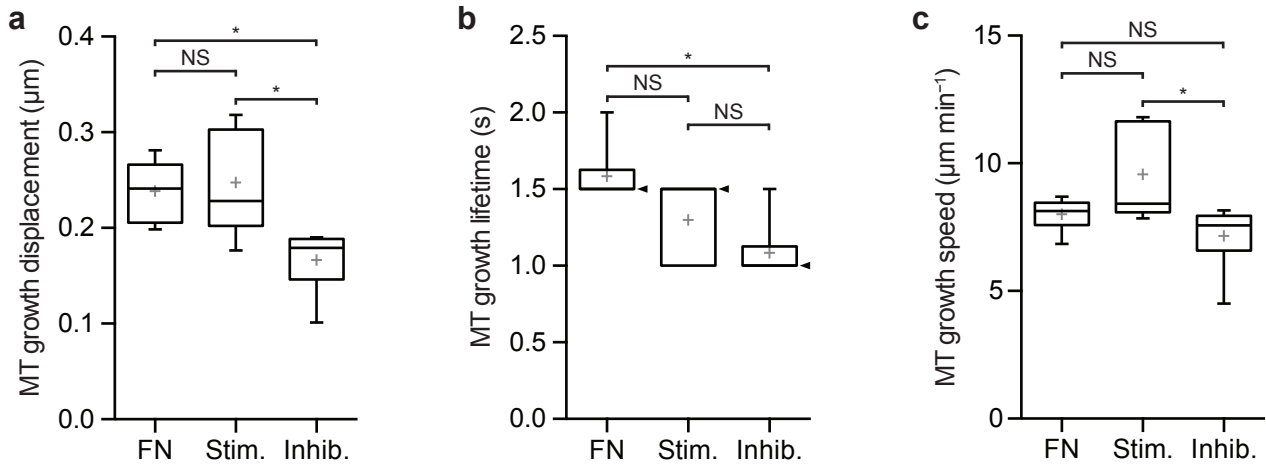 a
MT growth displacement (µm)
0.4
0.3
0.2
0.1
0.0
*
NS
*
FN Stim. Inhib.
b
MT growth lifetime (s)
2.5
2.0
1.5
1.0
0.5
0.0
*
NS
NS
FN Stim. Inhib.
c
MT growth speed (µm min⁻¹)
15
10
5
0
NS
NS
*
FN Stim. Inhib.